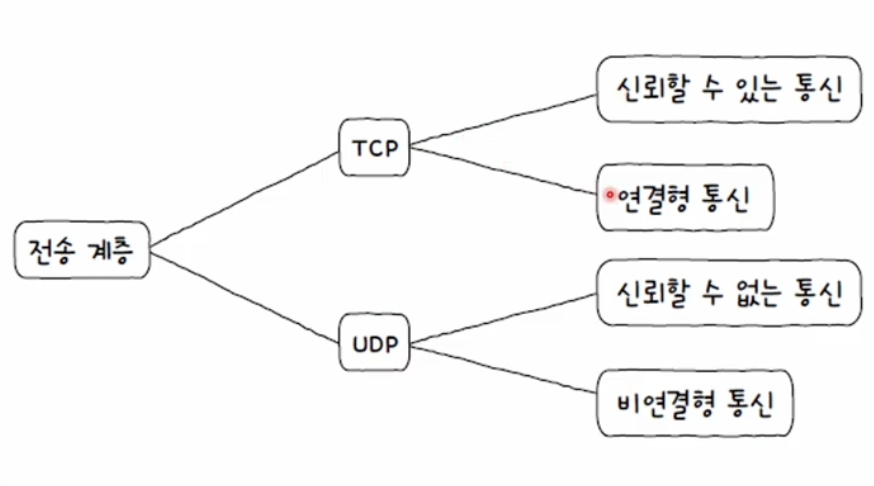 전송 계층
TCP
신뢰할 수 있는 통신
연결형 통신
UDP
신뢰할 수 없는 통신
비연결형 통신